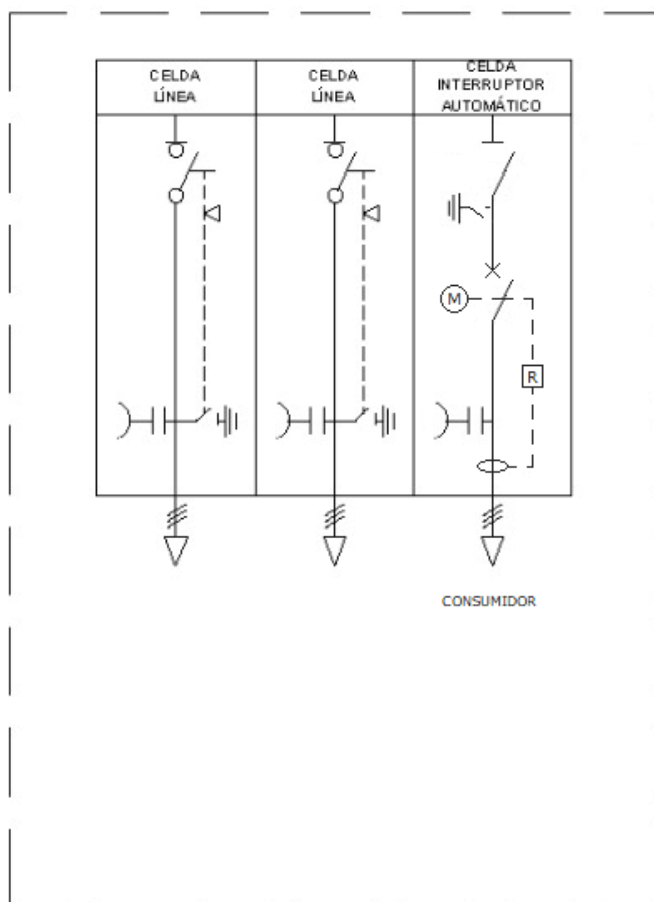 CELDA
LÍNEA
CELDA
LÍNEA
CELDA
INTERRUPTOR
AUTOMÁTICO
M
R
CONSUMIDOR